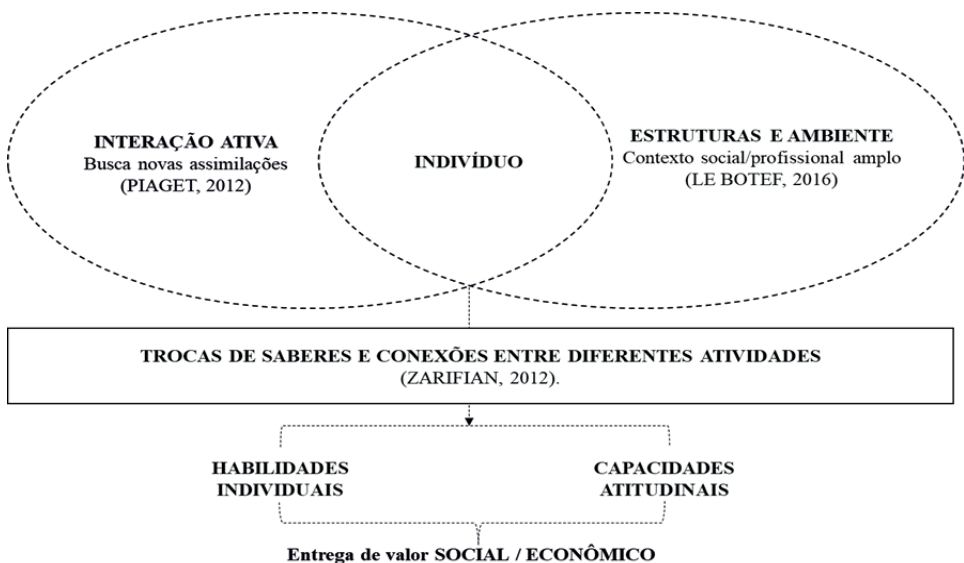 INTERAÇÃO ATIVA
Busca novas assimilações
(PIAGET, 2012)
INDIVÍDUO
ESTRUTURAS E AMBIENTE
Contexto social/profissional amplo
(LE BOTEF, 2016)
TROCAS DE SABERES E CONEXÕES ENTRE DIFERENTES ATIVIDADES
(ZARIFIAN, 2012).
HABILIDADES
INDIVIDUAIS
CAPACIDADES
ATITUDINAIS
Entrega de valor SOCIAL / ECONÔMICO